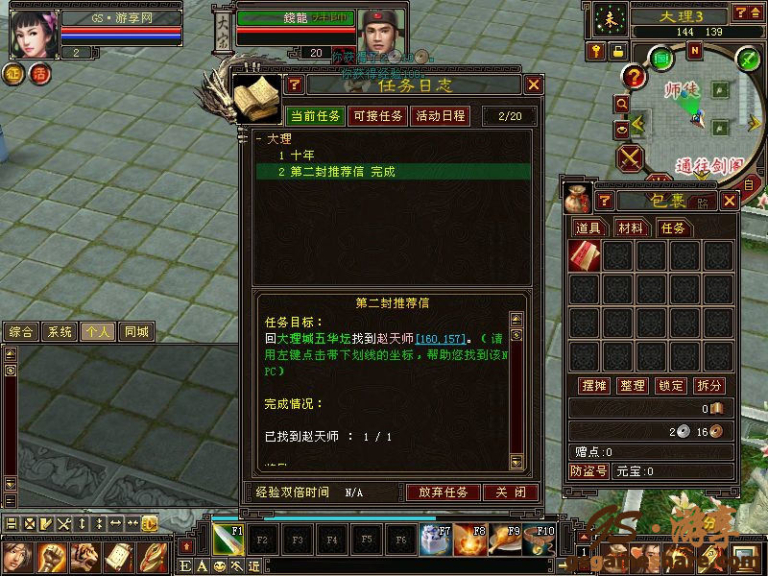 GS·游享网
2
大宋
錢龍
20
大理3
144 139
N
师徒
通往剑阁
任务日志
当前任务 可接任务 活动日程 2/20
- 大理
1 十年
2 第二封推荐信 完成
第二封推荐信
任务目标：
回大理城五华坛找到赵天师[160,157]。（请
用左键点击带下划线的坐标，帮助您找到该N
PC）
完成情况：
已找到赵天师 ： 1 / 1
经验双倍时间 N/A 放弃任务 关 闭
包裹
道具 材料 任务
摆摊 整理 锁定 拆分
0
2 16
赠点:0
防盗号 元宝:0
综合 系统 个人 同城
F1 F2 F3 F4 F5 F6 F7 F8 F9 F10
E A 近
GS·游享